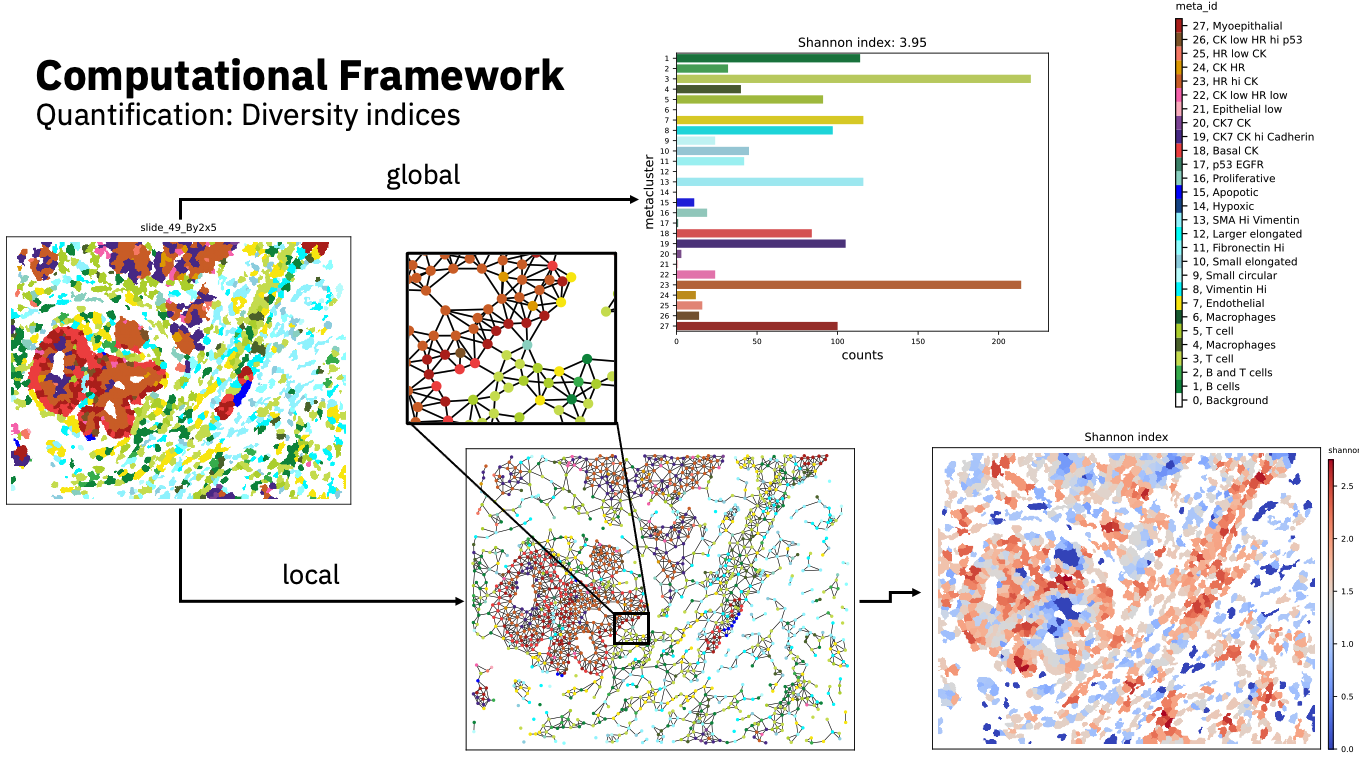 Computational Framework
Quantification: Diversity indices
global
slide_49_By2x5
local
Shannon index: 3.95
metacluster
1
2
3
4
5
6
7
8
9
10
11
12
13
14
15
16
17
18
19
20
21
22
23
24
25
26
27
0 50 100 150 200
counts
meta_id
27, Myoepithelial
26, CK low HR hi p53
25, HR low CK
24, CK HR
23, HR hi CK
22, CK low HR low
21, Epithelial low
20, CK7 CK
19, CK7 CK hi Cadherin
18, Basal CK
17, p53 EGFR
16, Proliferative
15, Apopotic
14, Hypoxic
13, SMA Hi Vimentin
12, Larger elongated
11, Fibronectin Hi
10, Small elongated
9, Small circular
8, Vimentin Hi
7, Endothelial
6, Macrophages
5, T cell
4, Macrophages
3, T cell
2, B and T cells
1, B cells
0, Background
Shannon index
shannon
2.5
2.0
1.5
1.0
0.5
0.0